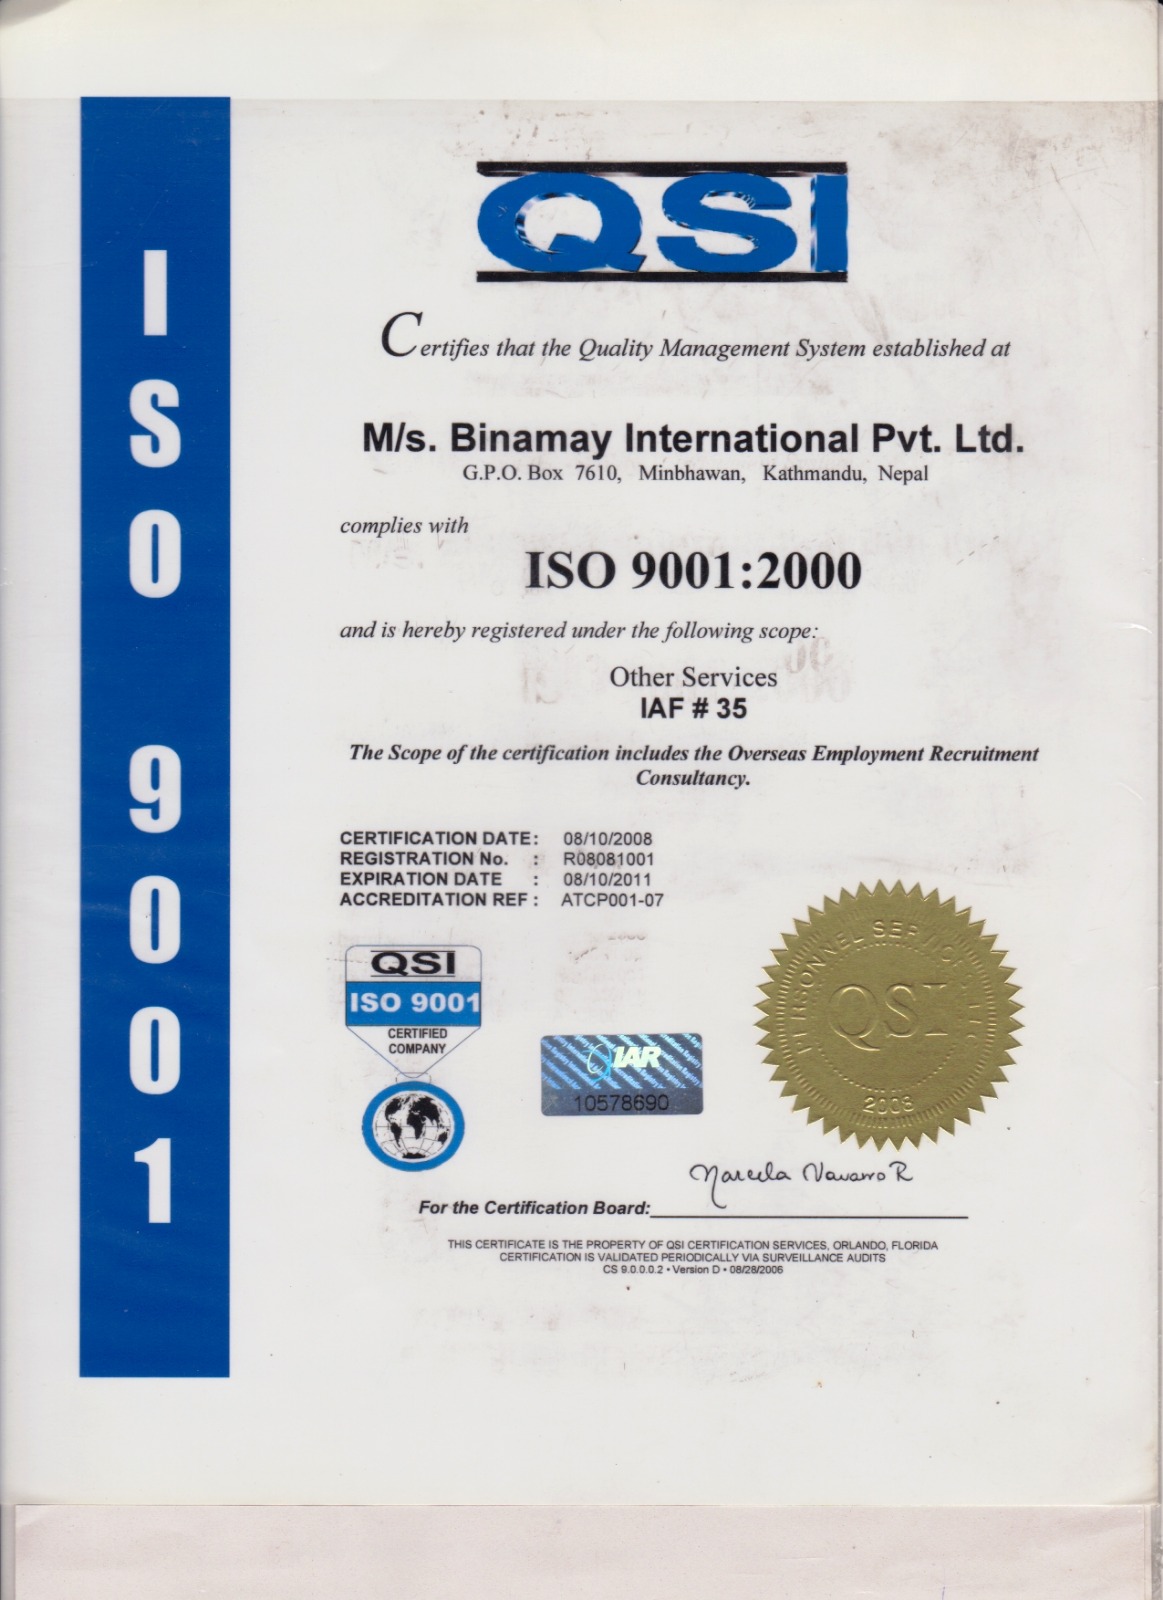 ISO 9001
QSI
Certifies that the Quality Management System established at
M/s. Binamay International Pvt. Ltd.
G.P.O. Box 7610, Minbhawan, Kathmandu, Nepal
complies with
ISO 9001:2000
and is hereby registered under the following scope:
Other Services
IAF # 35
The Scope of the certification includes the Overseas Employment Recruitment
Consultancy.
CERTIFICATION DATE: 08/10/2008
REGISTRATION No. : R08081001
EXPIRATION DATE : 08/10/2011
ACCREDITATION REF : ATCP001-07
QSI
ISO 9001
CERTIFIED
COMPANY
IAR
10578690
PERSONNEL SERVICES
QSI
2008
Marcela Navarro R
For the Certification Board:
THIS CERTIFICATE IS THE PROPERTY OF QSI CERTIFICATION SERVICES, ORLANDO, FLORIDA
CERTIFICATION IS VALIDATED PERIODICALLY VIA SURVEILLANCE AUDITS
CS 9.0.0.0.2 • Version D • 08/28/2006